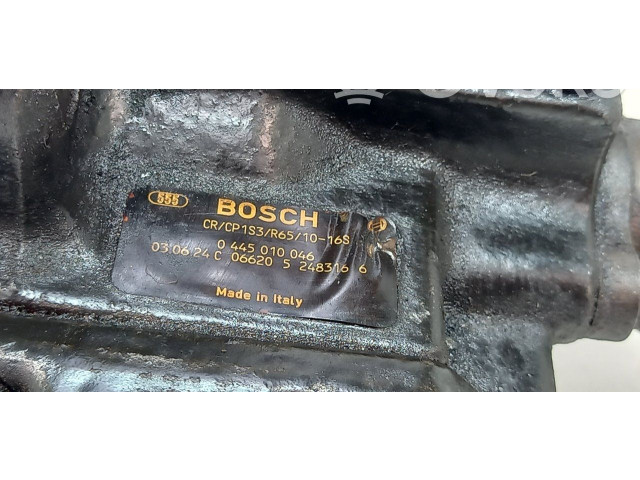 555 BOSCH
CR/CP1S3/R65/10-16S
0 445 010 046
03.06.24 C 06620 5 248316 6
Made in Italy